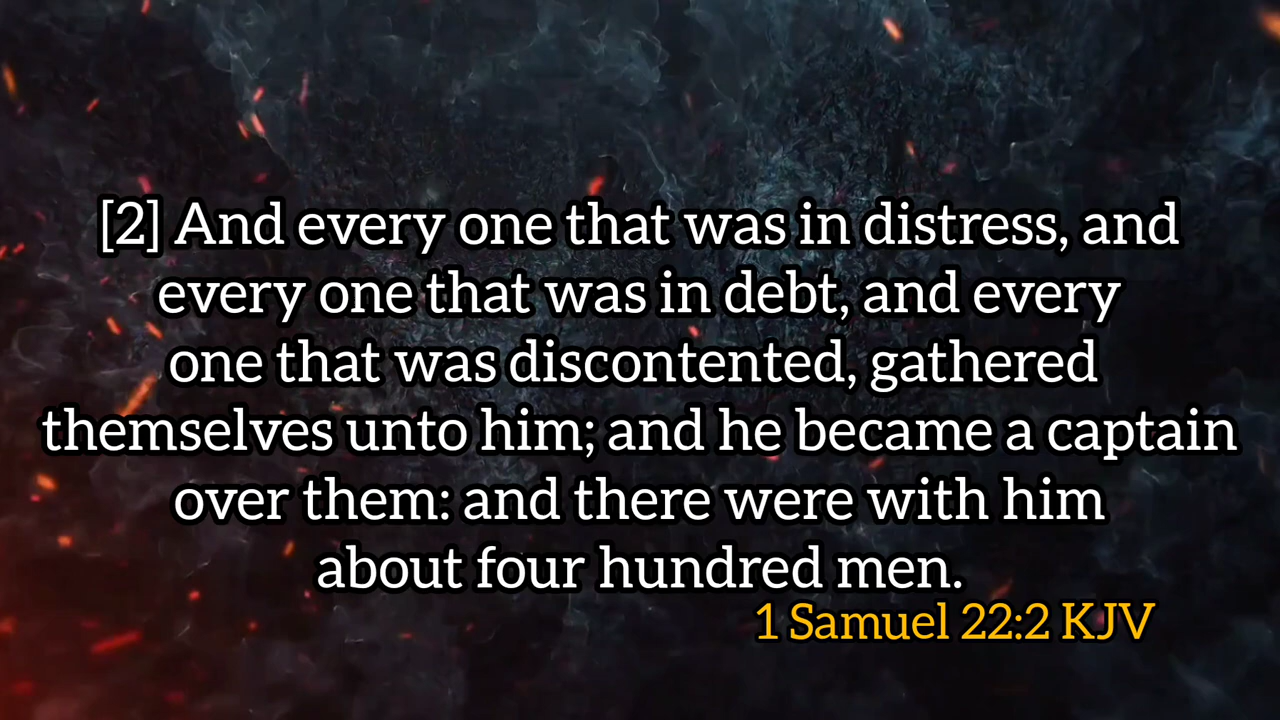 [2] And every one that was in distress, and
every one that was in debt, and every
one that was discontented, gathered
themselves unto him; and he became a captain
over them: and there were with him
about four hundred men.
1 Samuel 22:2 KJV